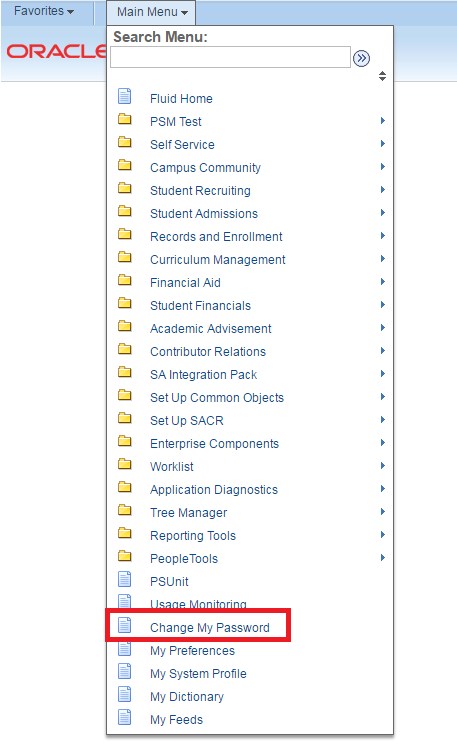 Favorites Main Menu
Search Menu:
ORACLE
Fluid Home
PSM Test
Self Service
Campus Community
Student Recruiting
Student Admissions
Records and Enrollment
Curriculum Management
Financial Aid
Student Financials
Academic Advisement
Contributor Relations
SA Integration Pack
Set Up Common Objects
Set Up SACR
Enterprise Components
Worklist
Application Diagnostics
Tree Manager
Reporting Tools
PeopleTools
PSUnit
Usage Monitoring
Change My Password
My Preferences
My System Profile
My Dictionary
My Feeds